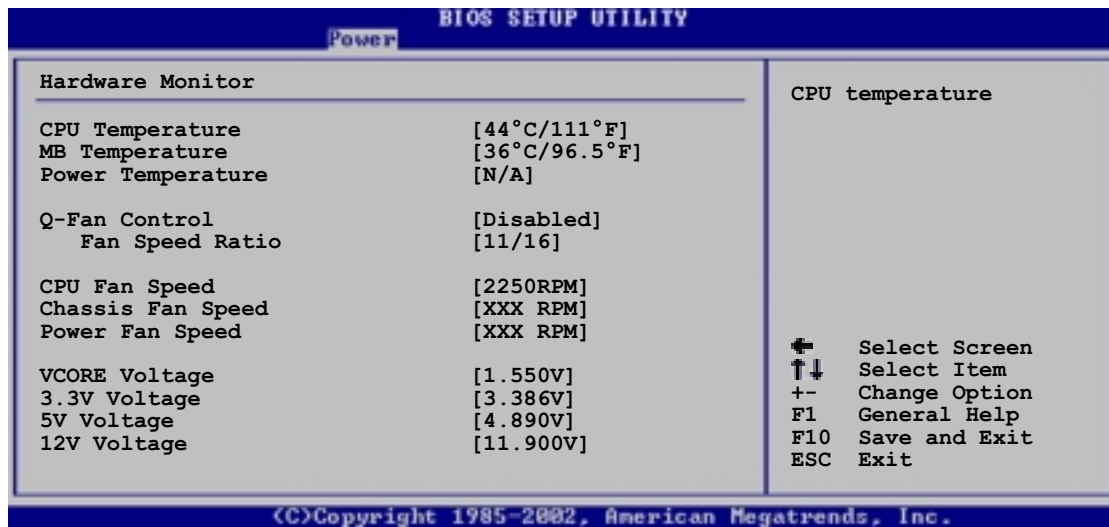 BIOS SETUP UTILITY
Power
Hardware Monitor
CPU Temperature [44°C/111°F]
MB Temperature [36°C/96.5°F]
Power Temperature [N/A]
Q-Fan Control [Disabled]
Fan Speed Ratio [11/16]
CPU Fan Speed [2250RPM]
Chassis Fan Speed [XXX RPM]
Power Fan Speed [XXX RPM]
VCORE Voltage [1.550V]
3.3V Voltage [3.386V]
5V Voltage [4.890V]
12V Voltage [11.900V]
CPU temperature
← Select Screen
↑↓ Select Item
+- Change Option
F1 General Help
F10 Save and Exit
ESC Exit
(C)Copyright 1985-2002, American Megatrends, Inc.